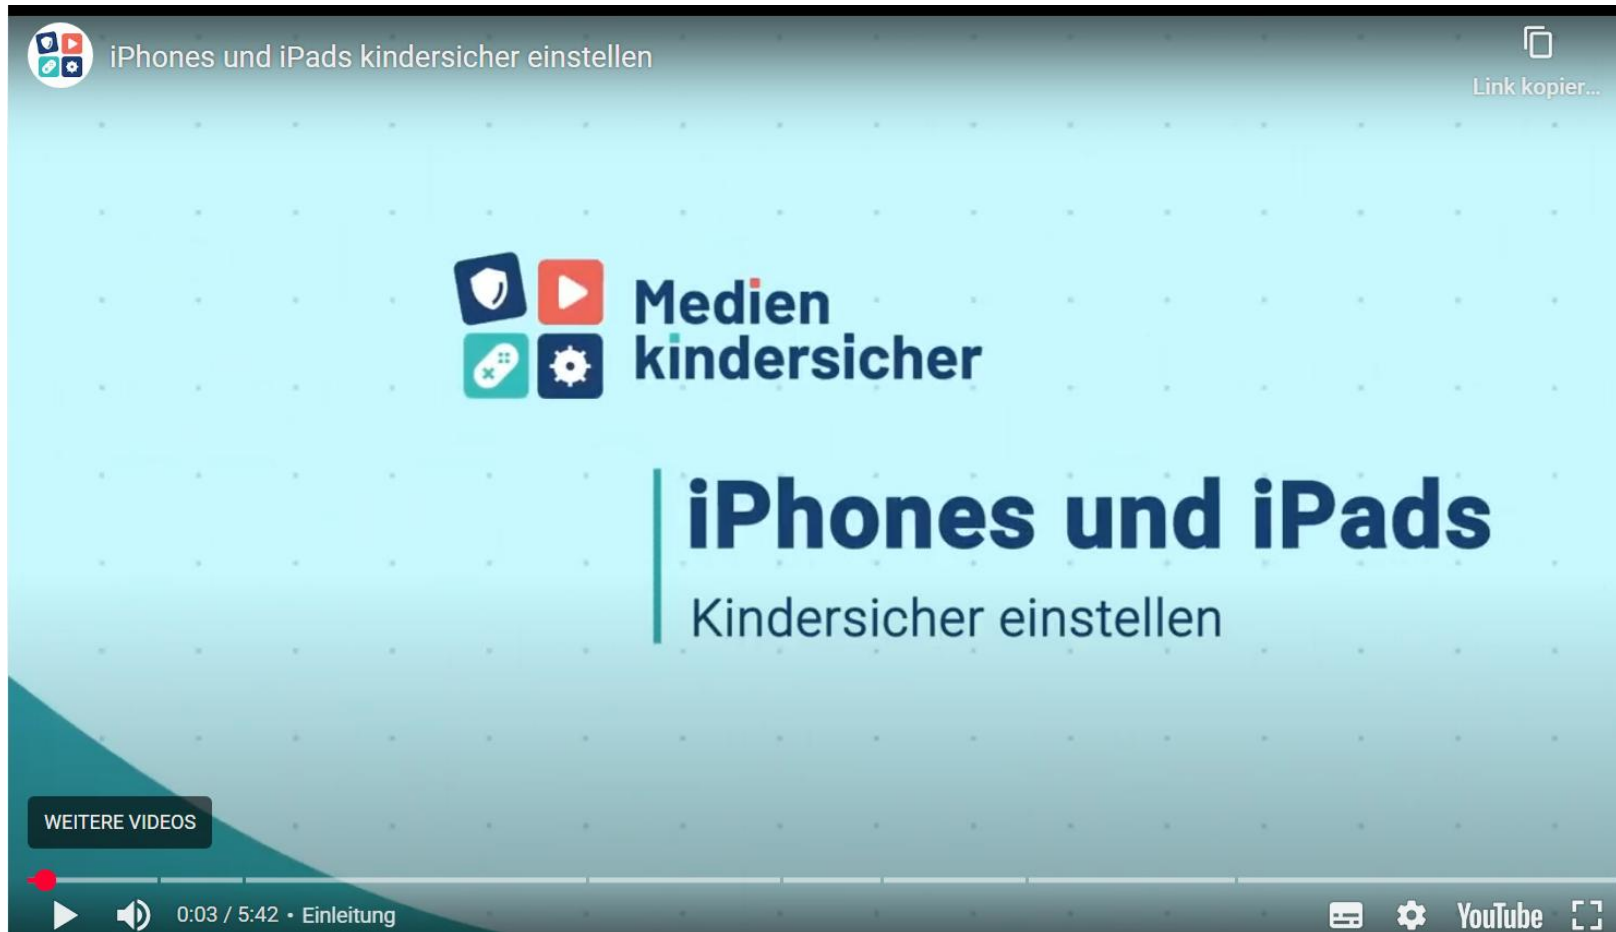 iPhones und iPads kindersicher einstellen
Link kopier...
Medien
kindersicher
iPhones und iPads
Kindersicher einstellen
WEITERE VIDEOS
0:03 / 5:42 • Einleitung
YouTube